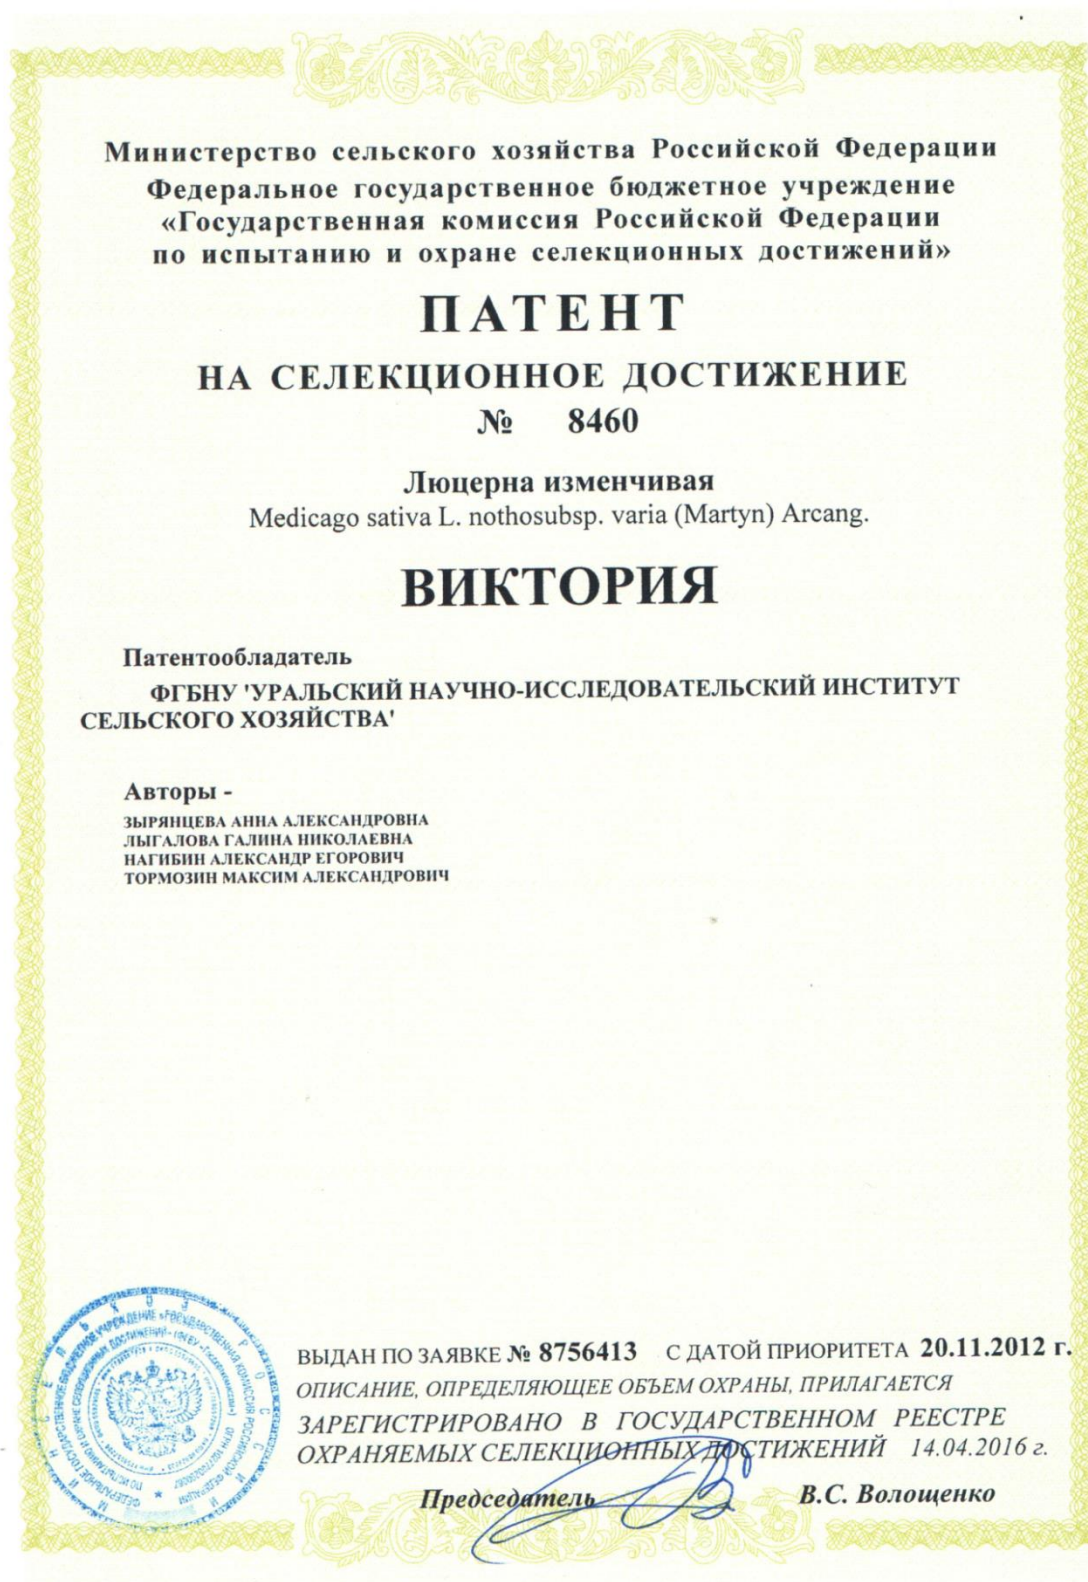 Министерство сельского хозяйства Российской Федерации
Федеральное государственное бюджетное учреждение
«Государственная комиссия Российской Федерации
по испытанию и охране селекционных достижений»
ПАТЕНТ
НА СЕЛЕКЦИОННОЕ ДОСТИЖЕНИЕ
№ 8460
Люцерна изменчивая
Medicago sativa L. nothosubsp. varia (Martyn) Arcang.
ВИКТОРИЯ
Патентообладатель
ФГБНУ 'УРАЛЬСКИЙ НАУЧНО-ИССЛЕДОВАТЕЛЬСКИЙ ИНСТИТУТ
СЕЛЬСКОГО ХОЗЯЙСТВА'
Авторы -
ЗЫРЯНЦЕВА АННА АЛЕКСАНДРОВНА
ЛЫГАЛОВА ГАЛИНА НИКОЛАЕВНА
НАГИБИН АЛЕКСАНДР ЕГОРОВИЧ
ТОРМОЗИН МАКСИМ АЛЕКСАНДРОВИЧ
ВЫДАН ПО ЗАЯВКЕ № 8756413 С ДАТОЙ ПРИОРИТЕТА 20.11.2012 г.
ОПИСАНИЕ, ОПРЕДЕЛЯЮЩЕЕ ОБЪЕМ ОХРАНЫ, ПРИЛАГАЕТСЯ
ЗАРЕГИСТРИРОВАНО В ГОСУДАРСТВЕННОМ РЕЕСТРЕ
ОХРАНЯЕМЫХ СЕЛЕКЦИОННЫХ ДОСТИЖЕНИЙ 14.04.2016 г.
Председатель В.С. Волощенко
МИНСЕЛЬХОЗ РОССИИ